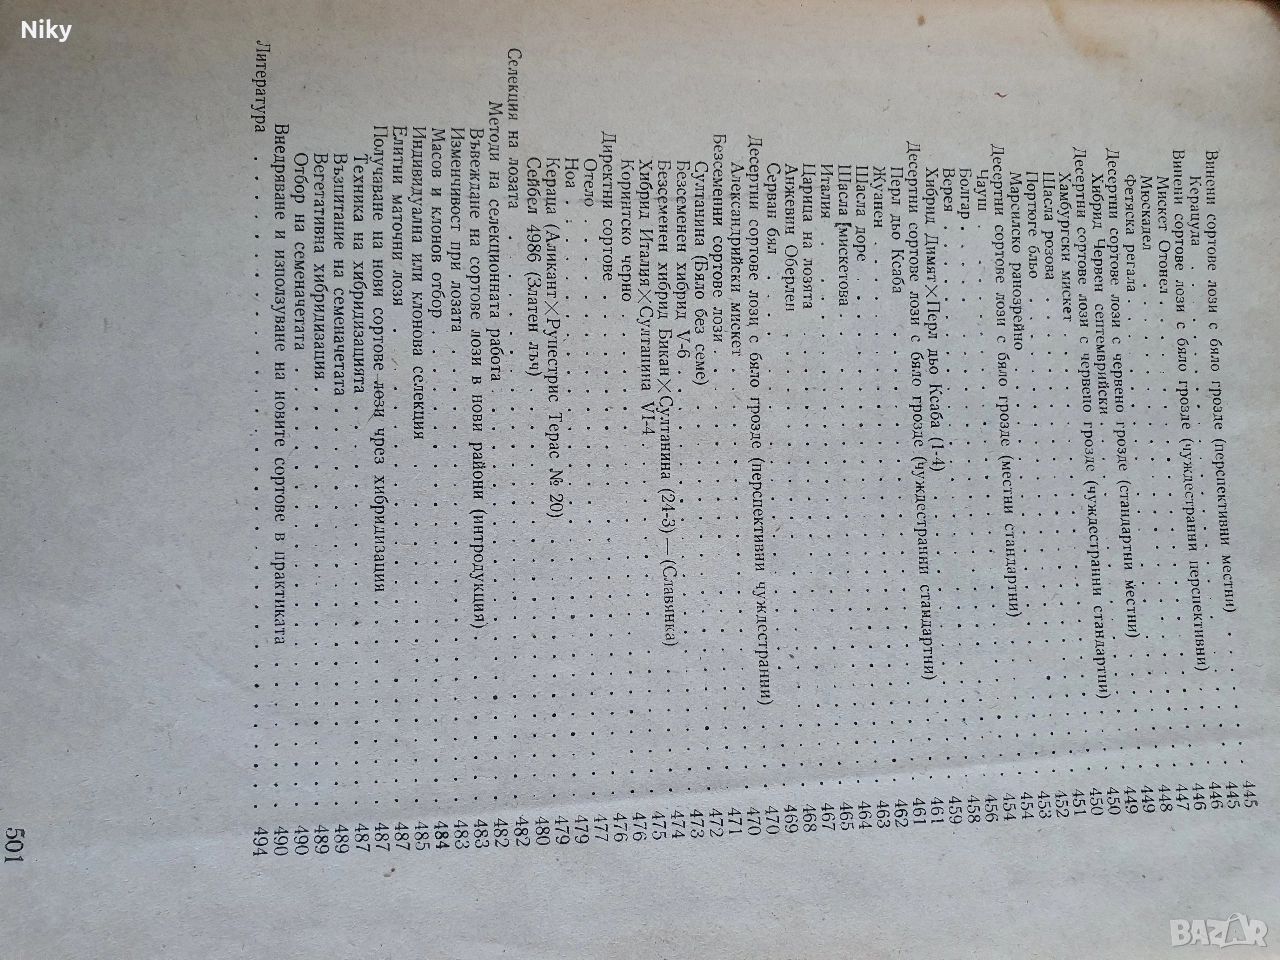 Niky
Винени сортове лози с бяло грозде (перспективни местни) . . . 445
Керацуда . . . 445
Винени сортове лози с бяло грозде (чуждестранни перспективни) . . . 446
Мискет Отонел . . . 446
Москадел . . . 447
Фетяска регала . . . 448
Десертни сортове лози с червено грозде (стандартни местни) . . . 449
Хибрид Червен септемврийски . . . 449
Десертни сортове лози с червено грозде (чуждестранни стандартни) . . . 450
Хамбургски мискет . . . 450
Шасла розова . . . 451
Портюге бльо . . . 452
Марсилско ранозрейно . . . 453
Десертни сортове лози с бяло грозде (местни стандартни) . . . 454
Чауш . . . 454
Болгар . . . 456
Верея . . . 458
Хибрид Димят×Перл дьо Ксаба (1-4) . . . 459
Десертни сортове лози с бяло грозде (чуждестранни стандартни) . . . 461
Перл дьо Ксаба . . . 461
Жуанен . . . 462
Шасла доре . . . 463
Шасла мискетова . . . 464
Италия . . . 465
Царица на лозята . . . 467
Анжевин Оберлен . . . 468
Серван бял . . . 469
Десертни сортове лози с бяло грозде (перспективни чуждестранни) . . . 470
Александрийски мискет . . . 470
Безсеменни сортове лози . . . 471
Султанина (Бяло без семе) . . . 472
Безсеменен хибрид V-6 . . . 473
Безсеменен хибрид Бикан×Султанина (24-3) — (Славянка) . . . 474
Хибрид Италия×Султанина VI-4 . . . 475
Коринтско черно . . . 476
Директни сортове . . . 476
Отело . . . 477
Ноа . . . 479
Кераца (Аликант×Рупестрис Терас № 20) . . . 479
Сейбел 4986 (Златен лъч) . . . 480
Селекция на лозата . . . 482
Методи на селекционната работа . . . 482
Въвеждане на сортове лози в нови райони (интродукция) . . . 483
Изменчивост при лозата . . . 483
Масов и клонов отбор . . . 484
Индивидуална или клонова селекция . . . 485
Елитни маточни лозя . . . 487
Получаване на нови сортове лози чрез хибридизация . . . 487
Техника на хибридизацията . . . 487
Възпитание на семеначетата . . . 489
Вегетативна хибридизация . . . 489
Отбор на семеначетата . . . 490
Внедряване и използуване на новите сортове в практиката . . . 490
Литература . . . 494
501
BAZAR